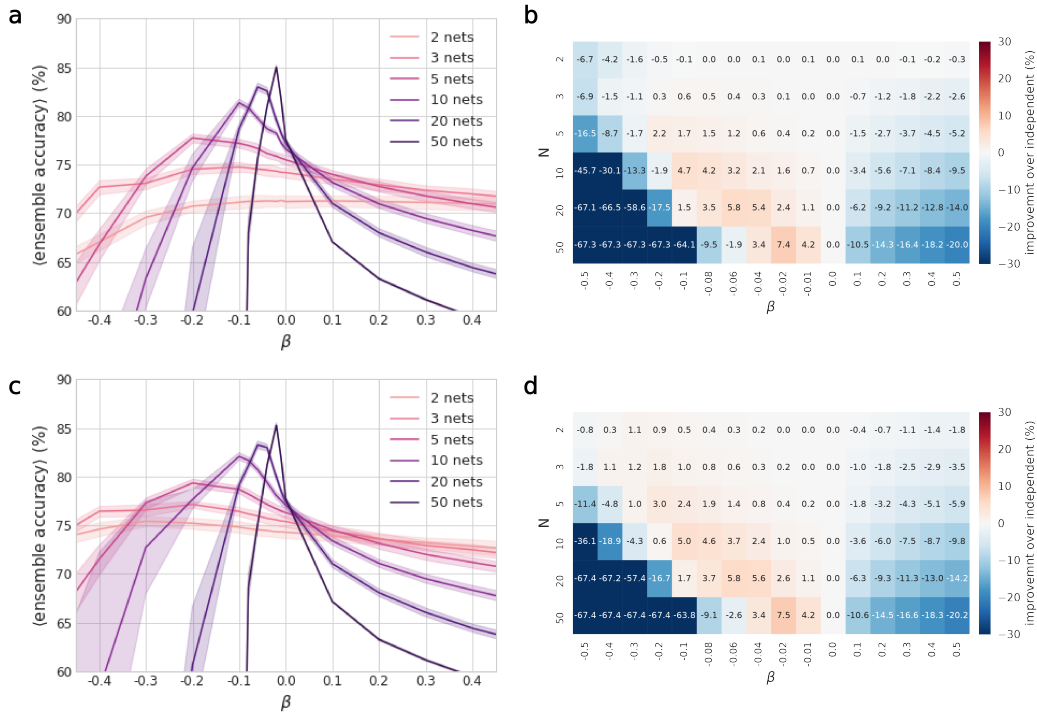 a
90
85
80
75
70
65
60
⟨ensemble accuracy⟩ (%)
2 nets
3 nets
5 nets
10 nets
20 nets
50 nets
-0.4 -0.3 -0.2 -0.1 0.0 0.1 0.2 0.3 0.4
β
b
2 -6.7 -4.2 -1.6 -0.5 -0.1 0.0 0.0 0.1 0.0 0.0 0.0 0.1 0.0 -0.1 -0.2 -0.3
3 -6.9 -1.5 -1.1 0.3 0.6 0.5 0.4 0.3 0.1 0.0 0.0 -0.7 -1.2 -1.8 -2.2 -2.6
5 -16.5 -8.7 -1.7 2.2 1.7 1.5 1.2 0.6 0.4 0.2 0.0 -1.5 -2.7 -3.7 -4.5 -5.2
10 -45.7 -30.1 -13.3 -1.9 4.7 4.2 3.2 2.1 1.6 0.7 0.0 -3.4 -5.6 -7.1 -8.4 -9.5
20 -67.1 -66.5 -58.6 -17.5 1.5 3.5 5.8 5.4 2.4 1.1 0.0 -6.2 -9.2 -11.2 -12.8 -14.0
50 -67.3 -67.3 -67.3 -67.3 -64.1 -9.5 -1.9 3.4 7.4 4.2 0.0 -10.5 -14.3 -16.4 -18.2 -20.0
N
-0.5 -0.4 -0.3 -0.2 -0.1 -0.08 -0.06 -0.04 -0.02 -0.01 0.0 0.1 0.2 0.3 0.4 0.5
β
30
20
10
0
−10
−20
−30
improvemnt over independent (%)
c
90
85
80
75
70
65
60
⟨ensemble accuracy⟩ (%)
2 nets
3 nets
5 nets
10 nets
20 nets
50 nets
-0.4 -0.3 -0.2 -0.1 0.0 0.1 0.2 0.3 0.4
β
d
2 -0.8 0.3 1.1 0.9 0.5 0.4 0.3 0.2 0.0 0.0 0.0 -0.4 -0.7 -1.1 -1.4 -1.8
3 -1.8 1.1 1.2 1.8 1.0 0.8 0.6 0.3 0.2 0.0 0.0 -1.0 -1.8 -2.5 -2.9 -3.5
5 -11.4 -4.8 1.0 3.0 2.4 1.9 1.4 0.8 0.4 0.2 0.0 -1.9 -3.2 -4.3 -5.1 -5.9
10 -36.1 -18.9 -4.3 0.6 5.0 4.6 3.7 2.4 1.0 0.5 0.0 -3.6 -6.0 -7.5 -8.7 -9.8
20 -67.4 -67.2 -57.4 -16.7 1.7 3.7 5.8 5.6 2.6 1.1 0.0 -6.3 -9.3 -11.3 -13.0 -14.2
50 -67.4 -67.4 -67.4 -67.4 -63.8 -9.1 -2.6 3.4 7.5 4.2 0.0 -10.6 -14.5 -16.6 -18.3 -20.2
N
-0.5 -0.4 -0.3 -0.2 -0.1 -0.08 -0.06 -0.04 -0.02 -0.01 0.0 0.1 0.2 0.3 0.4 0.5
β
30
20
10
0
−10
−20
−30
improvemnt over independent (%)